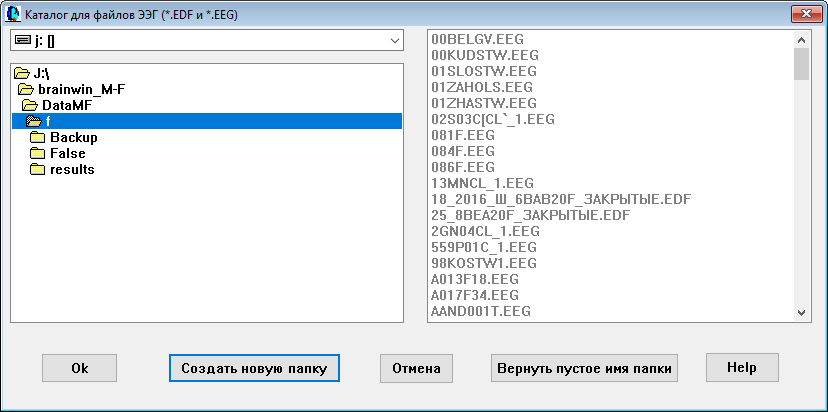 Каталог для файлов ЭЭГ (*.EDF и *.EEG)
j: []
J:\
brainwin_M-F
DataMF
f
Backup
False
results
00BELGV.EEG
00KUDSTW.EEG
01SLOSTW.EEG
01ZAHOLS.EEG
01ZHASTW.EEG
02S03C[CL`_1.EEG
081F.EEG
084F.EEG
086F.EEG
13MNCL_1.EEG
18_2016_Ш_6BAB20F_ЗАКРЫТЫЕ.EDF
25_8BEA20F_ЗАКРЫТЫЕ.EDF
2GN04CL_1.EEG
559P01C_1.EEG
98KOSTW1.EEG
A013F18.EEG
A017F34.EEG
AAND001T.EEG
Ok
Создать новую папку
Отмена
Вернуть пустое имя папки
Help